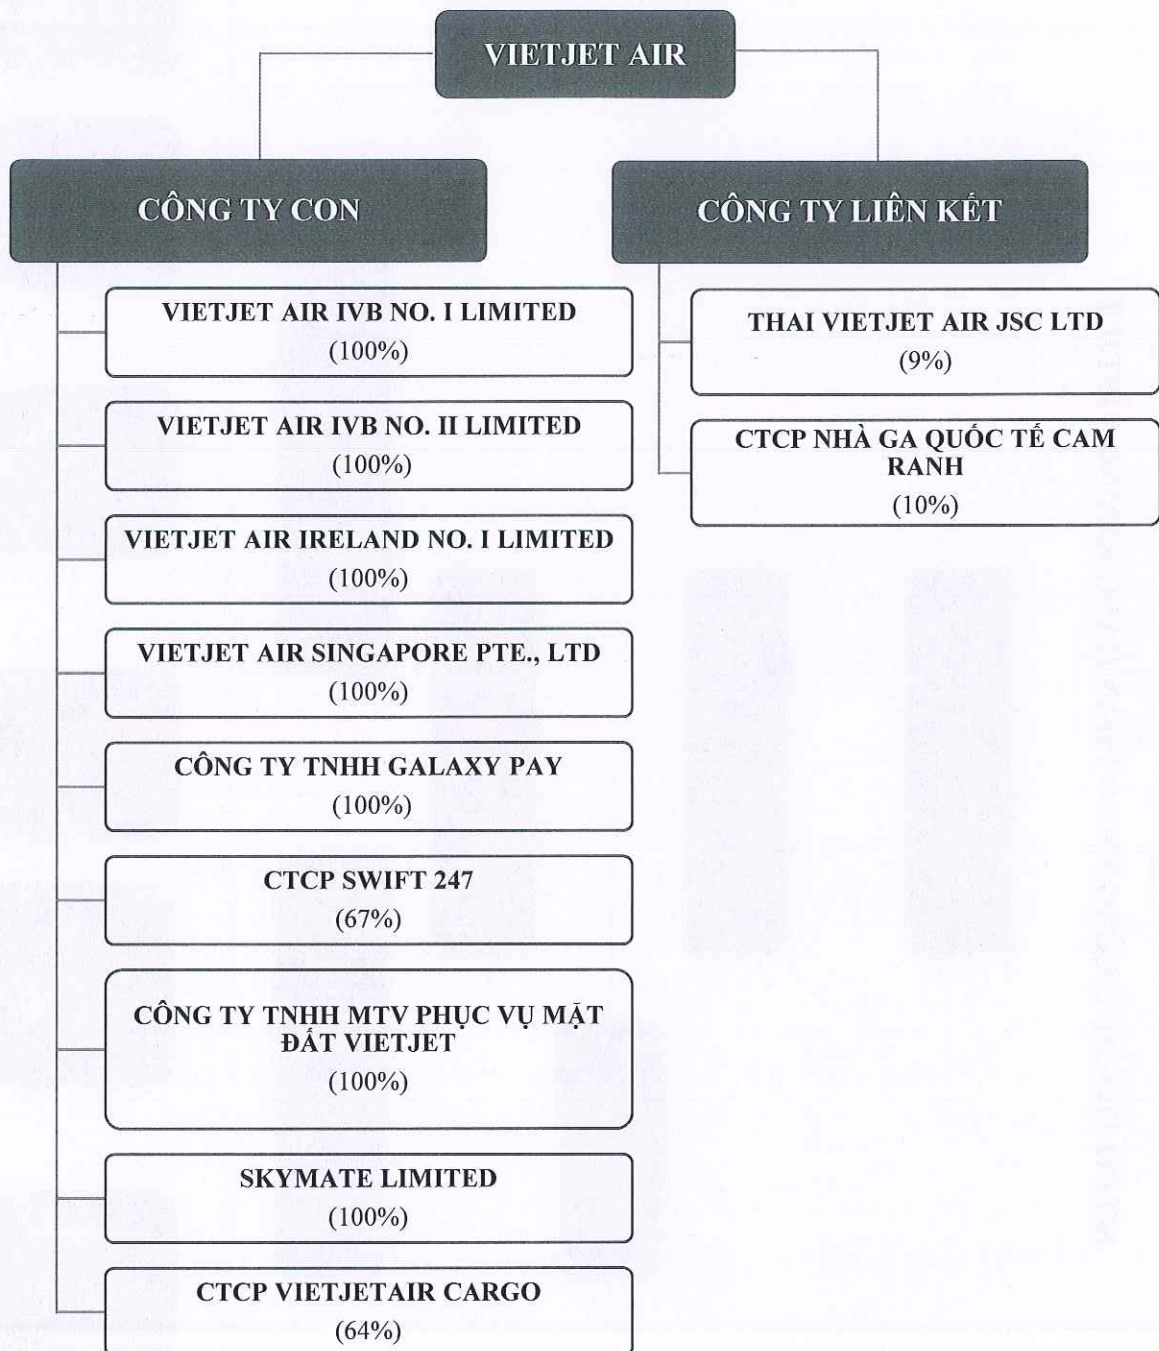 VIETJET AIR
CÔNG TY CON
VIETJET AIR IVB NO. I LIMITED
(100%)
VIETJET AIR IVB NO. II LIMITED
(100%)
VIETJET AIR IRELAND NO. I LIMITED
(100%)
VIETJET AIR SINGAPORE PTE., LTD
(100%)
CÔNG TY TNHH GALAXY PAY
(100%)
CTCP SWIFT 247
(67%)
CÔNG TY TNHH MTV PHỤC VỤ MẶT
ĐẤT VIETJET
(100%)
SKYMATE LIMITED
(100%)
CTCP VIETJETAIR CARGO
(64%)
CÔNG TY LIÊN KẾT
THAI VIETJET AIR JSC LTD
(9%)
CTCP NHÀ GA QUỐC TẾ CAM
RANH
(10%)